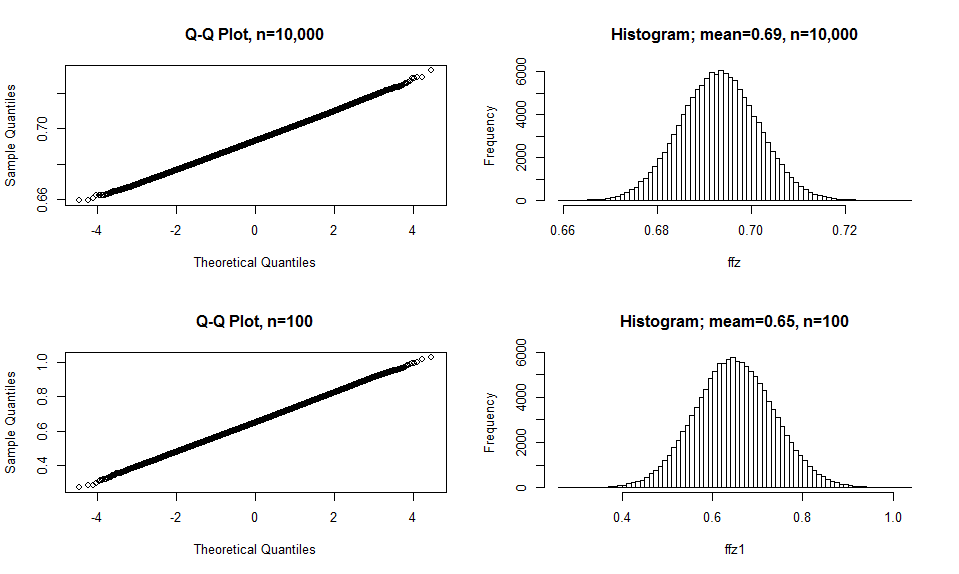 Q-Q Plot, n=10,000
Sample Quantiles
0.66 0.70
-4 -2 0 2 4
Theoretical Quantiles
Histogram; mean=0.69, n=10,000
Frequency
0 2000 4000 6000
0.66 0.68 0.70 0.72
ffz
Q-Q Plot, n=100
Sample Quantiles
0.4 0.6 0.8 1.0
-4 -2 0 2 4
Theoretical Quantiles
Histogram; meam=0.65, n=100
Frequency
0 2000 4000 6000
0.4 0.6 0.8 1.0
ffz1